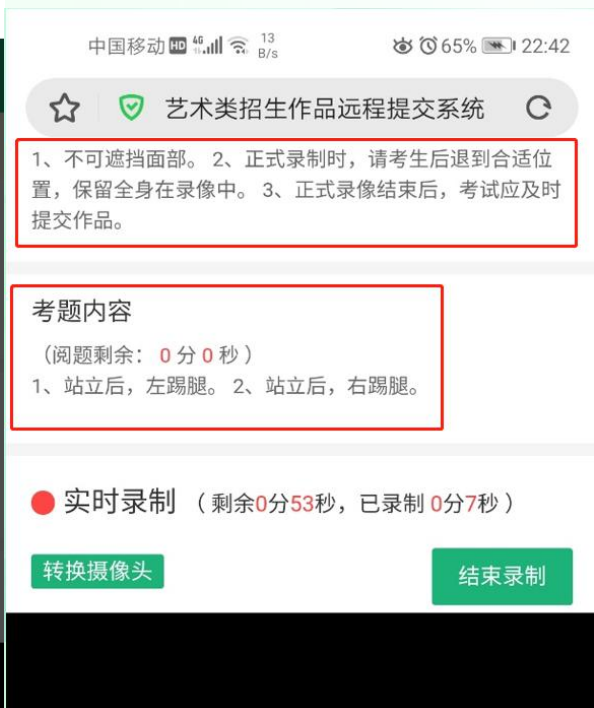 中国移动 HD 4G 13 B/s 65% 22:42
艺术类招生作品远程提交系统
1、不可遮挡面部。 2、正式录制时，请考生后退到合适位
置，保留全身在录像中。 3、正式录像结束后，考试应及时
提交作品。
考题内容
（阅题剩余： 0 分 0 秒 ）
1、站立后，左踢腿。 2、站立后，右踢腿。
实时录制 （ 剩余0分53秒，已录制 0分7秒 ）
转换摄像头
结束录制